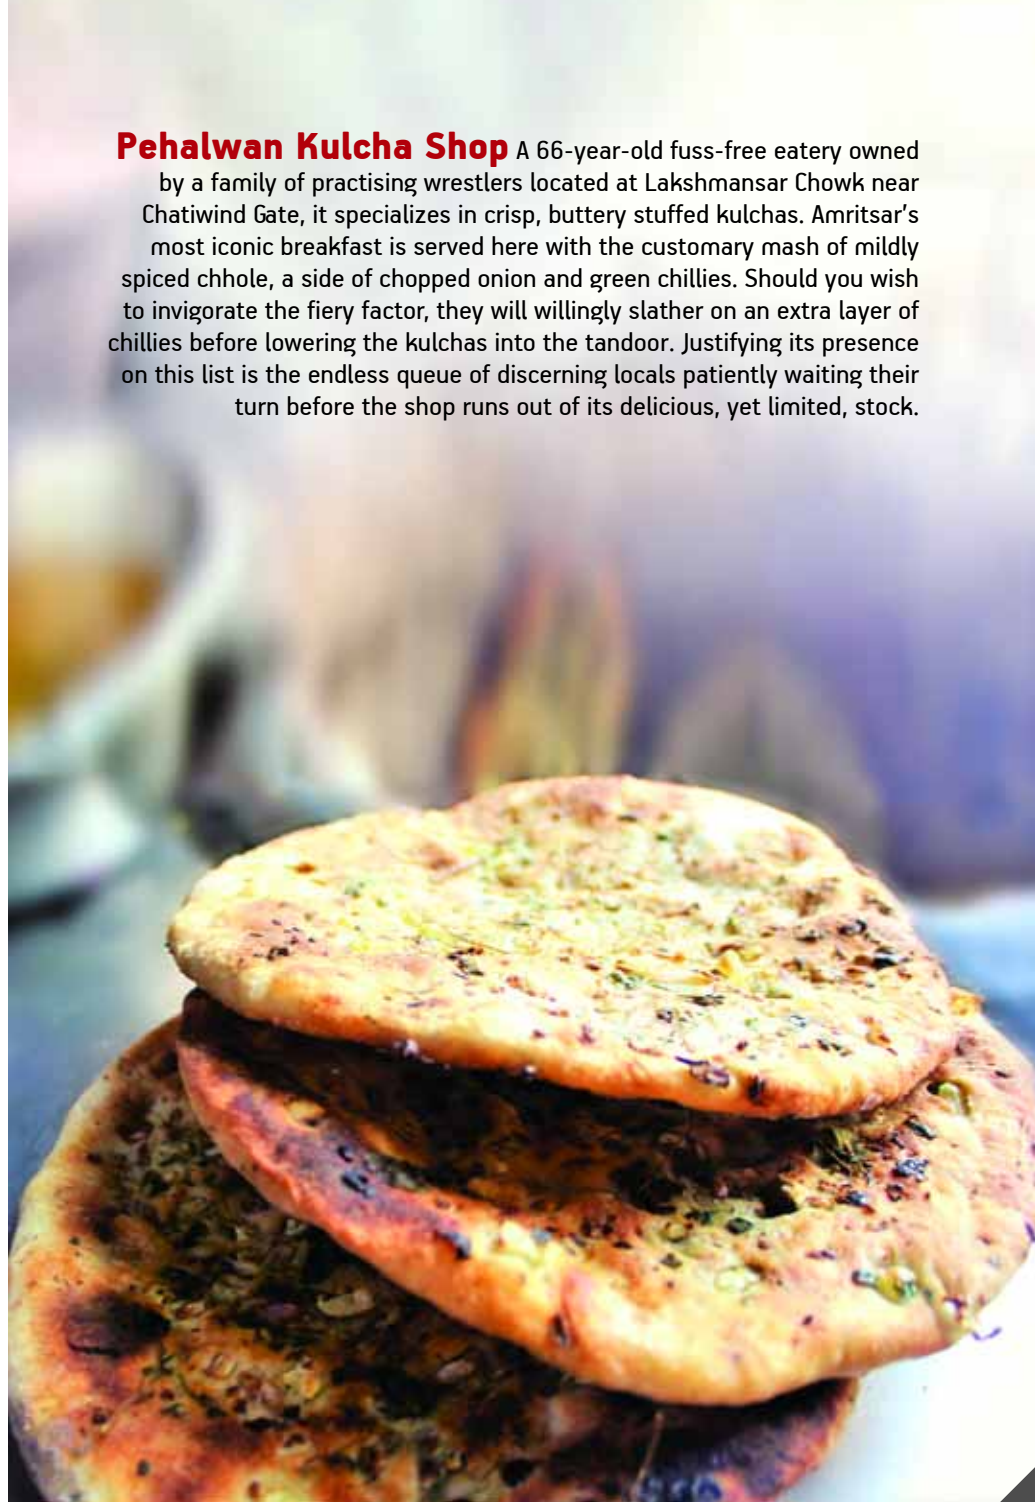 Pehalwan Kulcha Shop A 66-year-old fuss-free eatery owned
by a family of practising wrestlers located at Lakshmansar Chowk near
Chatiwind Gate, it specializes in crisp, buttery stuffed kulchas. Amritsar’s
most iconic breakfast is served here with the customary mash of mildly
spiced chhole, a side of chopped onion and green chillies. Should you wish
to invigorate the fiery factor, they will willingly slather on an extra layer of
chillies before lowering the kulchas into the tandoor. Justifying its presence
on this list is the endless queue of discerning locals patiently waiting their
turn before the shop runs out of its delicious, yet limited, stock.